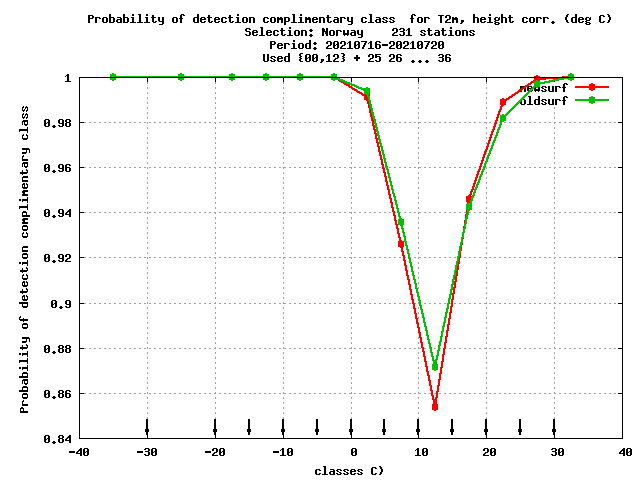 Probability of detection complimentary class  for T2m, height corr. (deg C)
Selection: Norway    231 stations
Period: 20210716-20210720
Used {00,12} + 25 26 ... 36
Probability of detection complimentary class
1
0,98
0,96
0,94
0,92
0,9
0,88
0,86
0,84
newsurf
oldsurf
-40 -30 -20 -10 0 10 20 30 40
classes C)